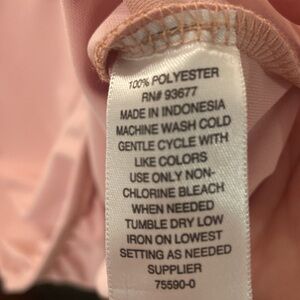 100% POLYESTER
RN# 93677
MADE IN INDONESIA
MACHINE WASH COLD
GENTLE CYCLE WITH
LIKE COLORS
USE ONLY NON-
CHLORINE BLEACH
WHEN NEEDED
TUMBLE DRY LOW
IRON ON LOWEST
SETTING AS NEEDED
SUPPLIER
75590-0